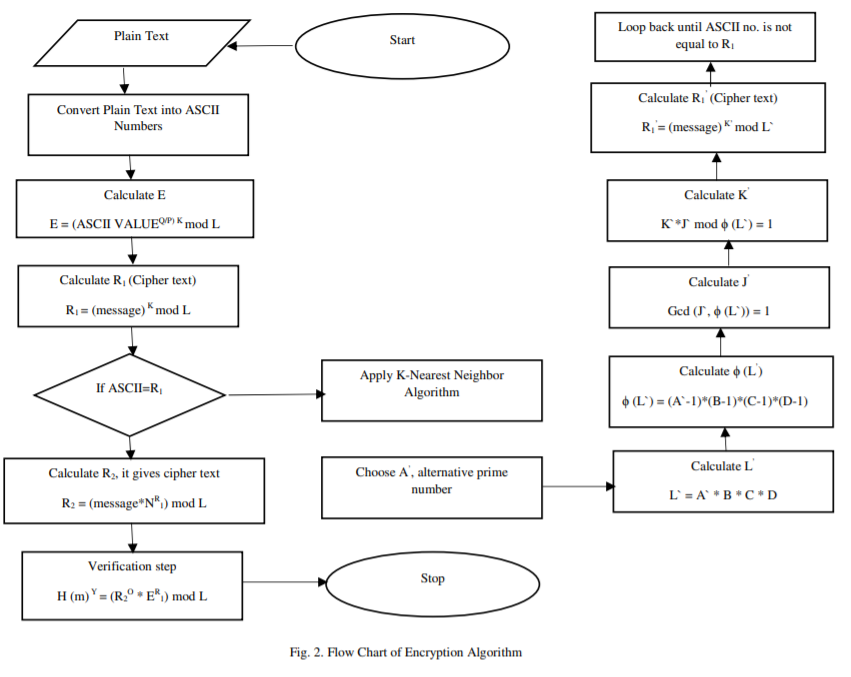 Start
Plain Text
Convert Plain Text into ASCII
Numbers
Calculate E
E = (ASCII VALUE^Q/P) K mod L
Calculate R₁ (Cipher text)
R₁ = (message) ^K mod L
If ASCII=R₁
Apply K-Nearest Neighbor
Algorithm
Calculate R₂, it gives cipher text
R₂ = (message*N^R₁) mod L
Verification step
H (m) ^Y = (R₂^O * E^R₁) mod L
Stop
Choose A', alternative prime
number
Calculate L'
L` = A` * B * C * D
Calculate ϕ (L')
ϕ (L`) = (A`-1)*(B-1)*(C-1)*(D-1)
Calculate J'
Gcd (J`, ϕ (L`)) = 1
Calculate K'
K`*J` mod ϕ (L`) = 1
Calculate R₁' (Cipher text)
R₁'= (message) ^K` mod L`
Loop back until ASCII no. is not
equal to R₁
Fig. 2. Flow Chart of Encryption Algorithm